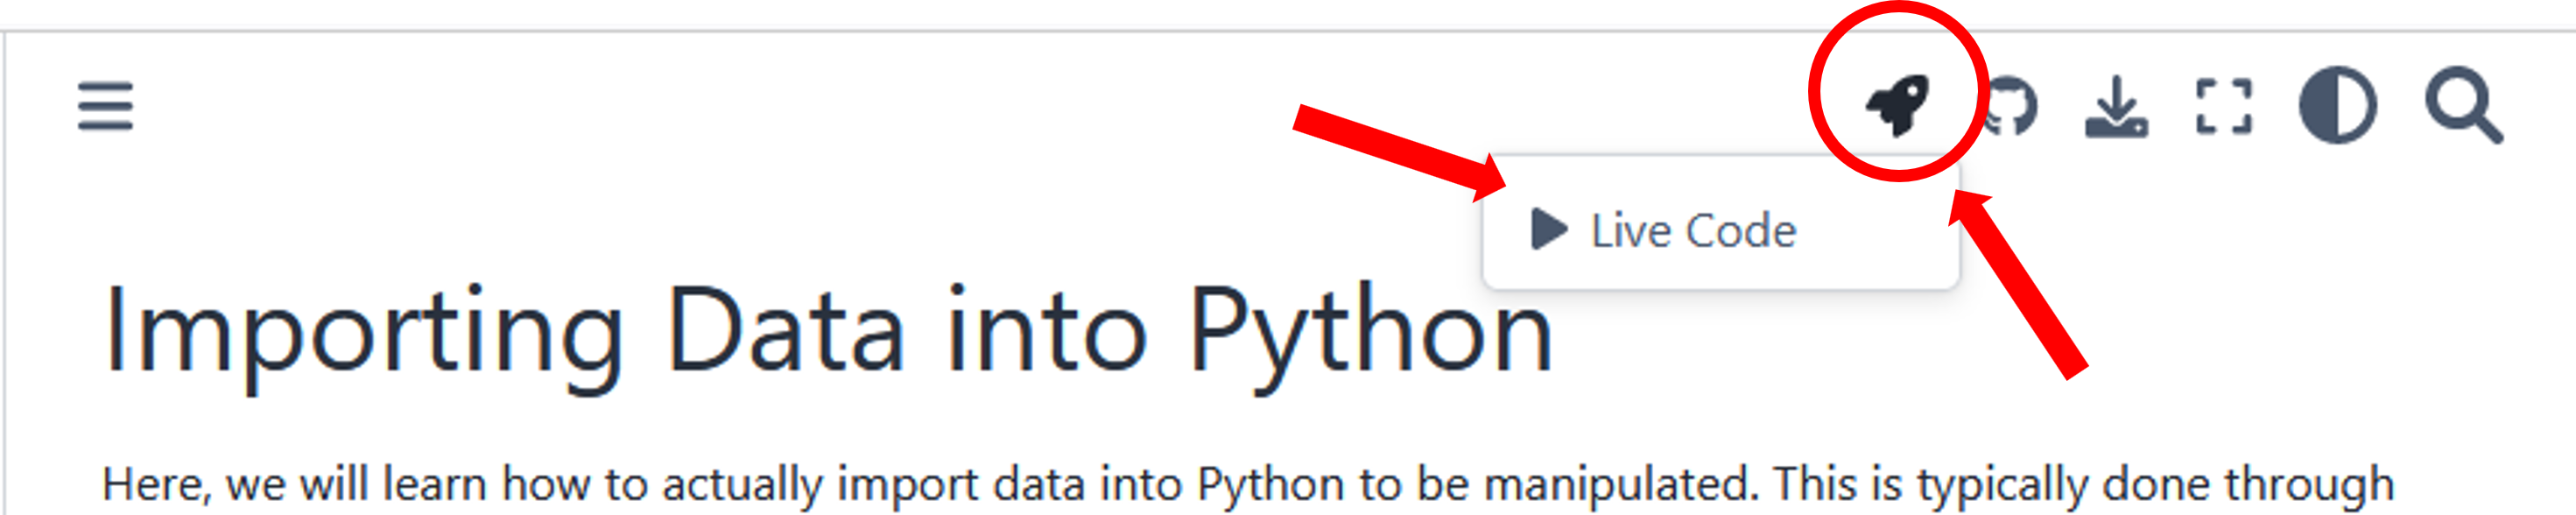 Live Code
Importing Data into Python
Here, we will learn how to actually import data into Python to be manipulated. This is typically done through